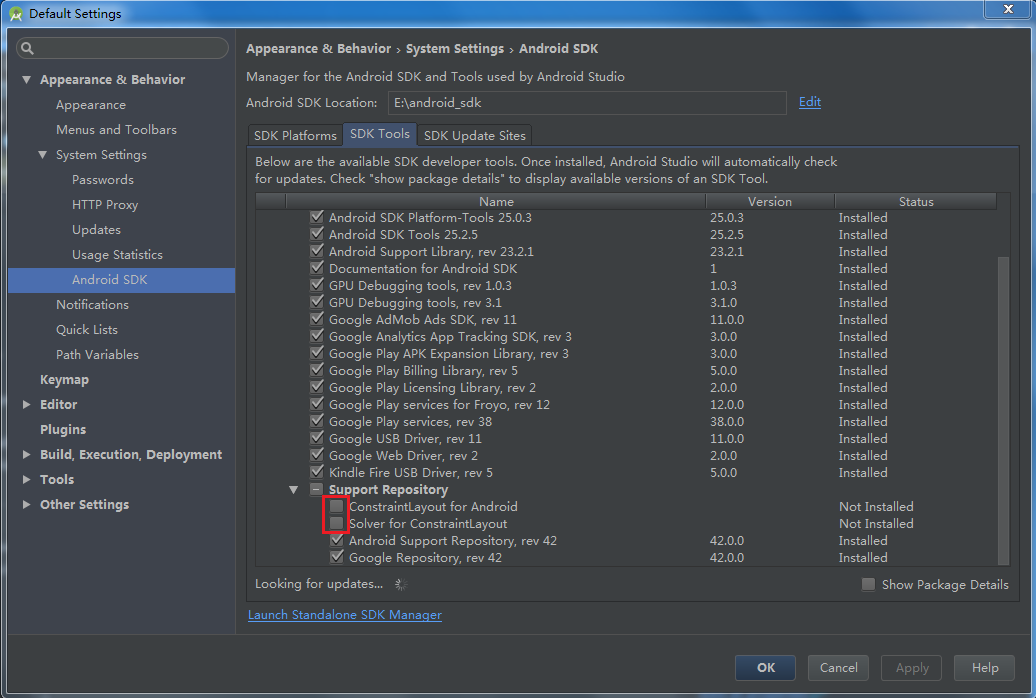 Default Settings
Appearance & Behavior
Appearance
Menus and Toolbars
System Settings
Passwords
HTTP Proxy
Updates
Usage Statistics
Android SDK
Notifications
Quick Lists
Path Variables
Keymap
Editor
Plugins
Build, Execution, Deployment
Tools
Other Settings
Appearance & Behavior › System Settings › Android SDK
Manager for the Android SDK and Tools used by Android Studio
Android SDK Location: E:\android_sdk Edit
SDK Platforms SDK Tools SDK Update Sites
Below are the available SDK developer tools. Once installed, Android Studio will automatically check
for updates. Check "show package details" to display available versions of an SDK Tool.
Name Version Status
Android SDK Platform-Tools 25.0.3 25.0.3 Installed
Android SDK Tools 25.2.5 25.2.5 Installed
Android Support Library, rev 23.2.1 23.2.1 Installed
Documentation for Android SDK 1 Installed
GPU Debugging tools, rev 1.0.3 1.0.3 Installed
GPU Debugging tools, rev 3.1 3.1.0 Installed
Google AdMob Ads SDK, rev 11 11.0.0 Installed
Google Analytics App Tracking SDK, rev 3 3.0.0 Installed
Google Play APK Expansion Library, rev 3 3.0.0 Installed
Google Play Billing Library, rev 5 5.0.0 Installed
Google Play Licensing Library, rev 2 2.0.0 Installed
Google Play services for Froyo, rev 12 12.0.0 Installed
Google Play services, rev 38 38.0.0 Installed
Google USB Driver, rev 11 11.0.0 Installed
Google Web Driver, rev 2 2.0.0 Installed
Kindle Fire USB Driver, rev 5 5.0.0 Installed
Support Repository
ConstraintLayout for Android Not Installed
Solver for ConstraintLayout Not Installed
Android Support Repository, rev 42 42.0.0 Installed
Google Repository, rev 42 42.0.0 Installed
Looking for updates... Show Package Details
Launch Standalone SDK Manager
OK Cancel Apply Help